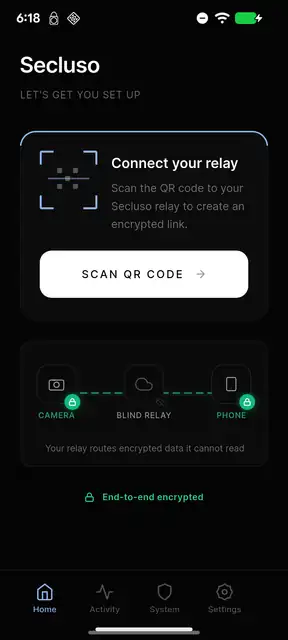 6:18
Secluso
LET'S GET YOU SET UP
Connect your relay
Scan the QR code to your
Secluso relay to create an
encrypted link.
SCAN QR CODE →
CAMERA BLIND RELAY PHONE
Your relay routes encrypted data it cannot read
End-to-end encrypted
Home Activity System Settings